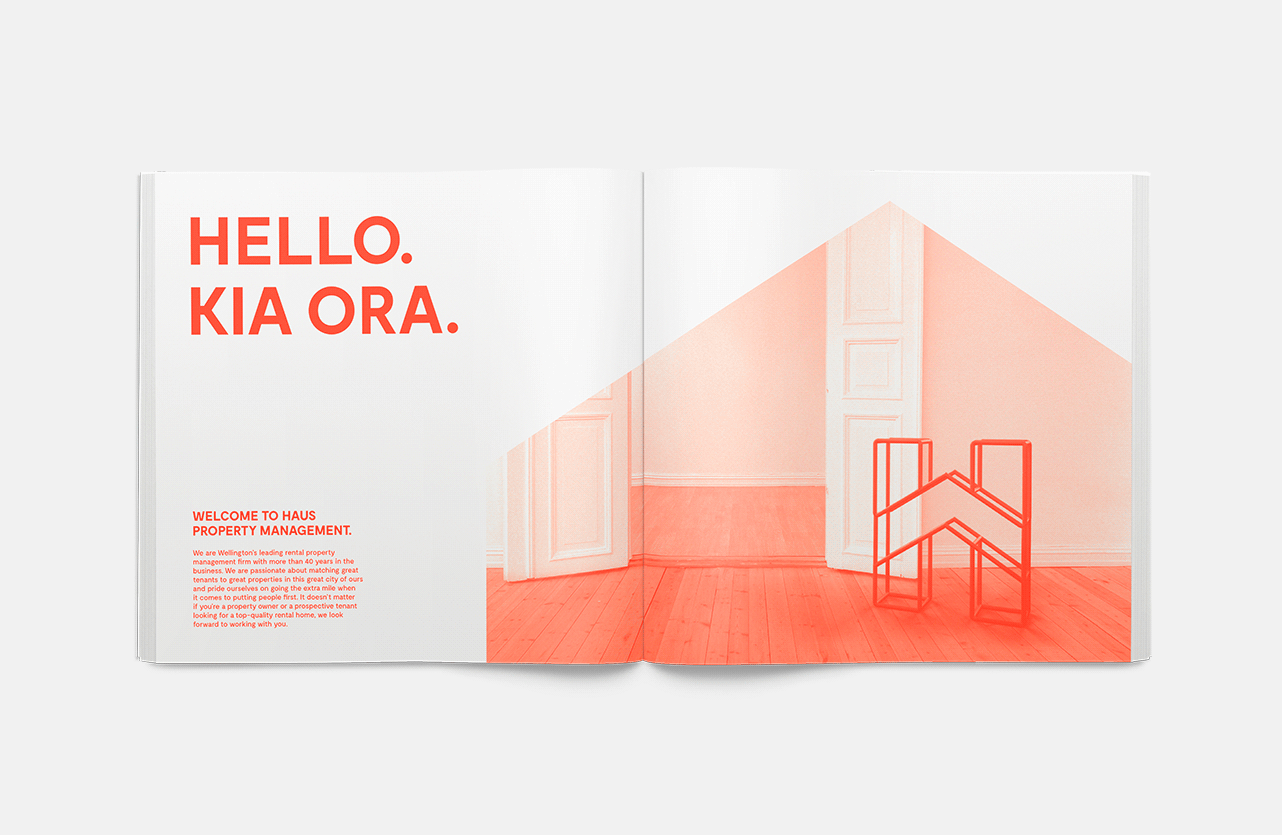 HELLO.
KIA ORA.
WELCOME TO HAUS
PROPERTY MANAGEMENT.
We are Wellington's leading rental property
management firm with more than 40 years in the
business. We are passionate about matching great
tenants to great properties in this great city of ours
and pride ourselves on going the extra mile when
it comes to putting people first. It doesn't matter
if you're a property owner or a prospective tenant
looking for a top-quality rental home, we look
forward to working with you.